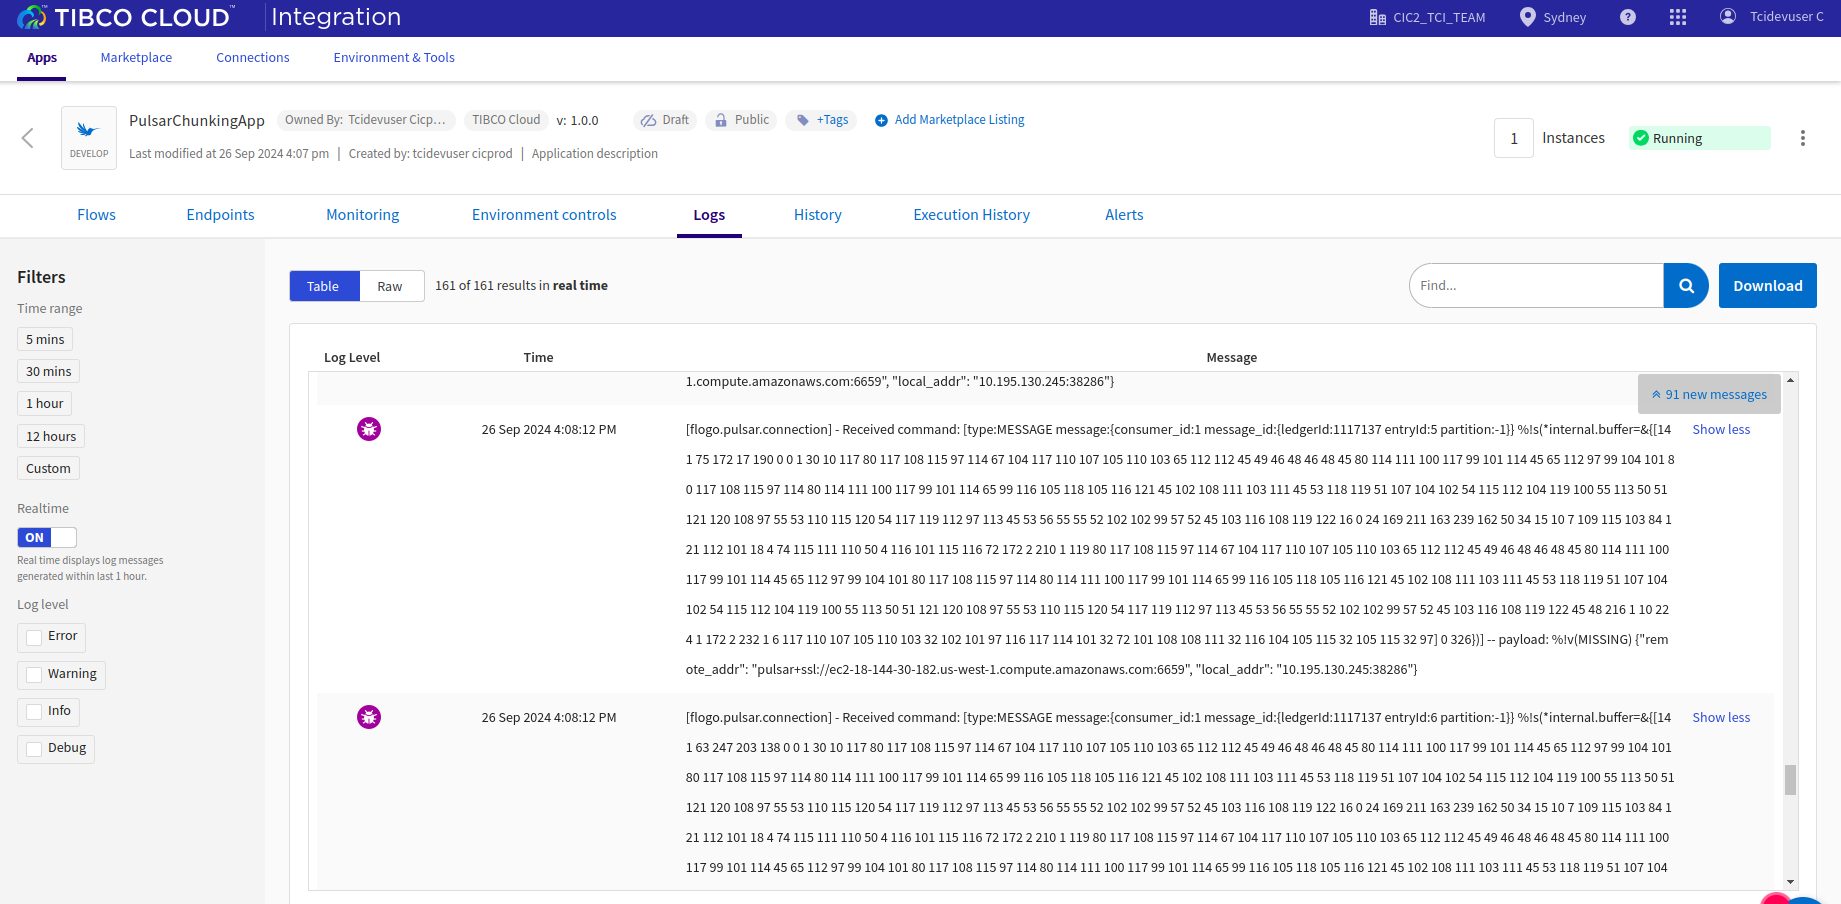 TIBCO CLOUD™ Integration
CIC2_TCI_TEAM
Sydney
?
Tcidevuser C
Apps
Marketplace
Connections
Environment & Tools
DEVELOP
PulsarChunkingApp
Owned By: Tcidevuser Cicp...
TIBCO Cloud
v: 1.0.0
Draft
Public
+Tags
Add Marketplace Listing
Last modified at 26 Sep 2024 4:07 pm | Created by: tcidevuser cicprod | Application description
1
Instances
Running
Flows
Endpoints
Monitoring
Environment controls
Logs
History
Execution History
Alerts
Filters
Time range
5 mins
30 mins
1 hour
12 hours
Custom
Realtime
ON
Real time displays log messages
generated within last 1 hour.
Log level
Error
Warning
Info
Debug
Table
Raw
161 of 161 results in real time
Find...
Download
Log Level
Time
Message
1.compute.amazonaws.com:6659", "local_addr": "10.195.130.245:38286"}
91 new messages
26 Sep 2024 4:08:12 PM
[flogo.pulsar.connection] - Received command: [type:MESSAGE message:{consumer_id:1 message_id:{ledgerId:1117137 entryId:5 partition:-1}} %!s(*internal.buffer=&{[14
Show less
1 75 172 17 190 0 0 1 30 10 117 80 117 108 115 97 114 67 104 117 110 107 105 110 103 65 112 112 45 49 46 48 46 48 45 80 114 111 100 117 99 101 114 45 65 112 97 99 104 101 8
0 117 108 115 97 114 80 114 111 100 117 99 101 114 65 99 116 105 118 105 116 121 45 102 108 111 103 111 45 53 118 119 51 107 104 102 54 115 112 104 119 100 55 113 50 51
121 120 108 97 55 53 110 115 120 54 117 119 112 97 113 45 53 56 55 55 52 102 102 99 57 52 45 103 116 108 119 122 16 0 24 169 211 163 239 162 50 34 15 10 7 109 115 103 84 1
21 112 101 18 4 74 115 111 110 50 4 116 101 115 116 72 172 2 210 1 119 80 117 108 115 97 114 67 104 117 110 107 105 110 103 65 112 112 45 49 46 48 46 48 45 80 114 111 100
117 99 101 114 45 65 112 97 99 104 101 80 117 108 115 97 114 80 114 111 100 117 99 101 114 65 99 116 105 118 105 116 121 45 102 108 111 103 111 45 53 118 119 51 107 104
102 54 115 112 104 119 100 55 113 50 51 121 120 108 97 55 53 110 115 120 54 117 119 112 97 113 45 53 56 55 55 52 102 102 99 57 52 45 103 116 108 119 122 45 48 216 1 10 22
4 1 172 2 232 1 6 117 110 107 105 110 103 32 102 101 97 116 117 114 101 32 72 101 108 108 111 32 116 104 105 115 32 105 115 32 97] 0 326})] -- payload: %!v(MISSING) {"rem
ote_addr": "pulsar+ssl://ec2-18-144-30-182.us-west-1.compute.amazonaws.com:6659", "local_addr": "10.195.130.245:38286"}
26 Sep 2024 4:08:12 PM
[flogo.pulsar.connection] - Received command: [type:MESSAGE message:{consumer_id:1 message_id:{ledgerId:1117137 entryId:6 partition:-1}} %!s(*internal.buffer=&{[14
Show less
1 63 247 203 138 0 0 1 30 10 117 80 117 108 115 97 114 67 104 117 110 107 105 110 103 65 112 112 45 49 46 48 46 48 45 80 114 111 100 117 99 101 114 45 65 112 97 99 104 101
80 117 108 115 97 114 80 114 111 100 117 99 101 114 65 99 116 105 118 105 116 121 45 102 108 111 103 111 45 53 118 119 51 107 104 102 54 115 112 104 119 100 55 113 50 51
121 120 108 97 55 53 110 115 120 54 117 119 112 97 113 45 53 56 55 55 52 102 102 99 57 52 45 103 116 108 119 122 16 0 24 169 211 163 239 162 50 34 15 10 7 109 115 103 84 1
21 112 101 18 4 74 115 111 110 50 4 116 101 115 116 72 172 2 210 1 119 80 117 108 115 97 114 67 104 117 110 107 105 110 103 65 112 112 45 49 46 48 46 48 45 80 114 111 100
117 99 101 114 45 65 112 97 99 104 101 80 117 108 115 97 114 80 114 111 100 117 99 101 114 65 99 116 105 118 105 116 121 45 102 108 111 103 111 45 53 118 119 51 107 104